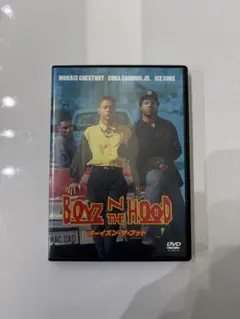 MORRIS CHESTNUT CUBA GOODING, JR. ICE CUBE
BOYZ N THE HOOD
ボーイズン・ザ・フッド
DVD